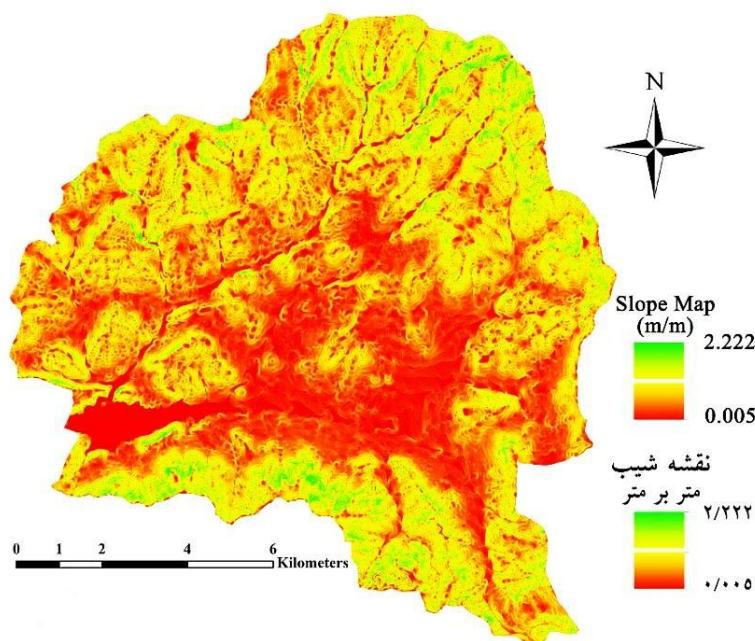 N
Slope Map
(m/m)
2.222
0.005
نقشه شیب
متر بر متر
۲/۲۲۲
۰/۰۰۵
0 1 2 4 6
Kilometers